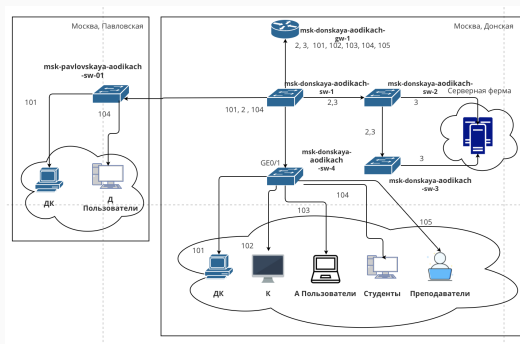 Москва, Павловская
Москва, Донская
msk-donskaya-aodikach-
gw-1
2, 3, 101, 102, 103, 104, 105
msk-pavlovskaya-aodikach
-sw-01
101
104
msk-donskaya-aodikach-
sw-1
101, 2 , 104
2,3
msk-donskaya-aodikach-
sw-2
3
Серверная ферма
2,3
3
msk-donskaya-aodikach
-sw-3
GE0/1
msk-donskaya-
aodikach
-sw-4
ДК
Д
Пользователи
101
102
103
104
105
ДК
К
А Пользователи
Студенты
Преподаватели